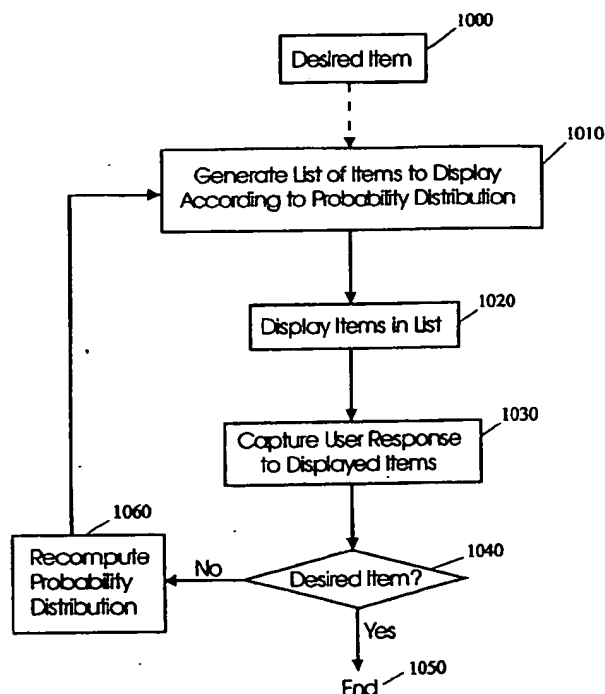 1000
Desired Item
1010
Generate List of Items to Display
According to Probability Distribution
1020
Display Items in List
1030
Capture User Response
to Displayed Items
1040
Desired Item?
No
1060
Recompute
Probability
Distribution
Yes
1050
End